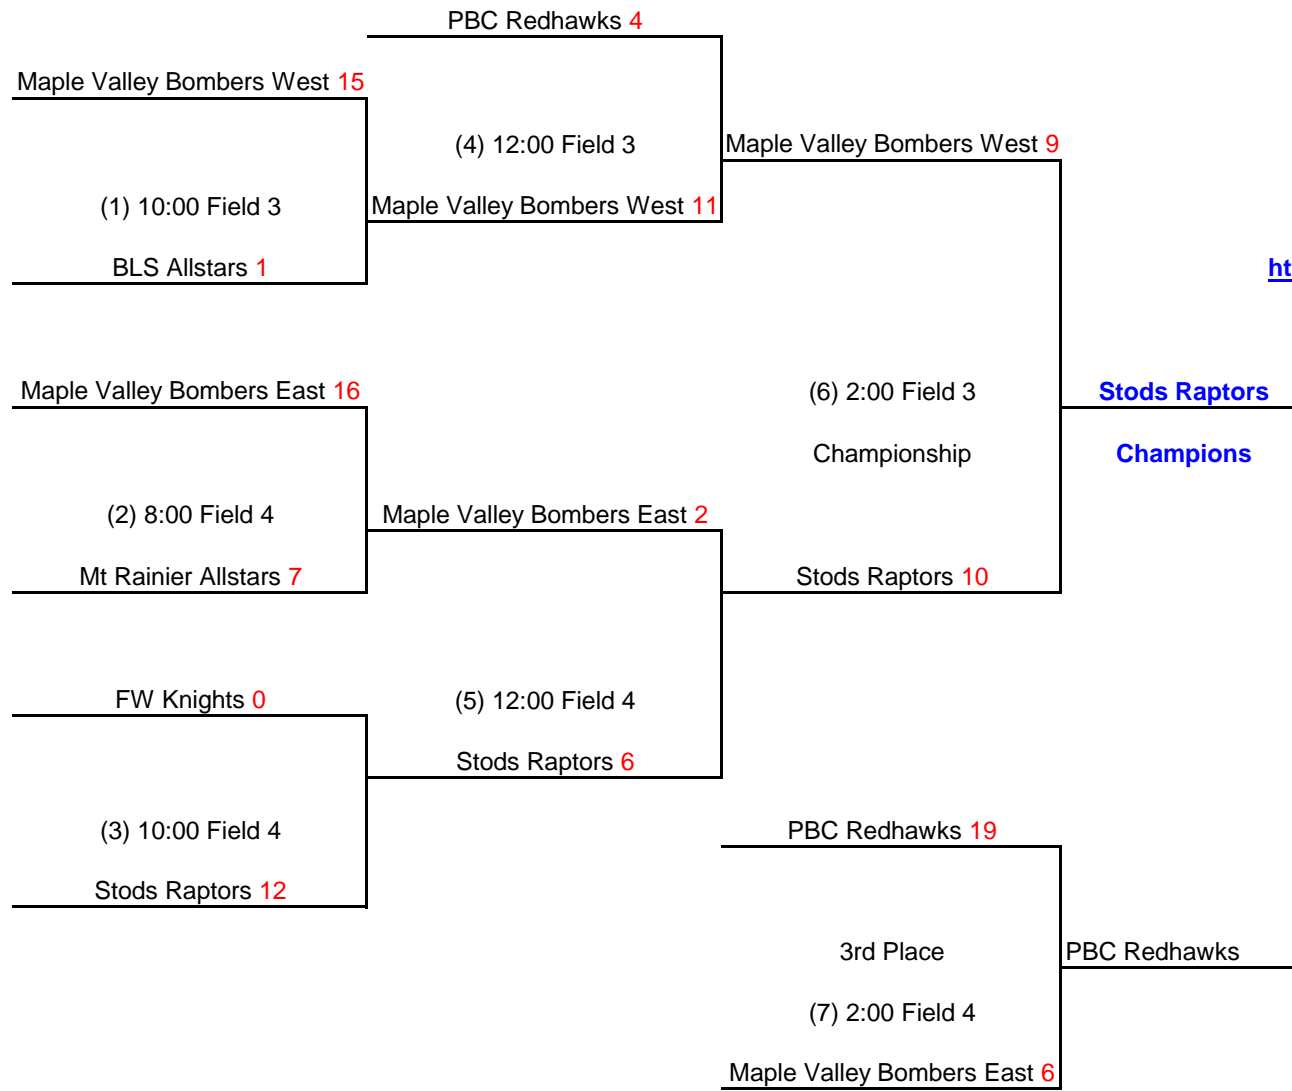 PBC Redhawks 4
Maple Valley Bombers West 15
(4) 12:00 Field 3
Maple Valley Bombers West 9
(1) 10:00 Field 3
Maple Valley Bombers West 11
BLS Allstars 1
ht
Maple Valley Bombers East 16
(6) 2:00 Field 3
Stods Raptors
Championship
Champions
(2) 8:00 Field 4
Maple Valley Bombers East 2
Mt Rainier Allstars 7
Stods Raptors 10
FW Knights 0
(5) 12:00 Field 4
Stods Raptors 6
(3) 10:00 Field 4
PBC Redhawks 19
Stods Raptors 12
3rd Place
PBC Redhawks
(7) 2:00 Field 4
Maple Valley Bombers East 6